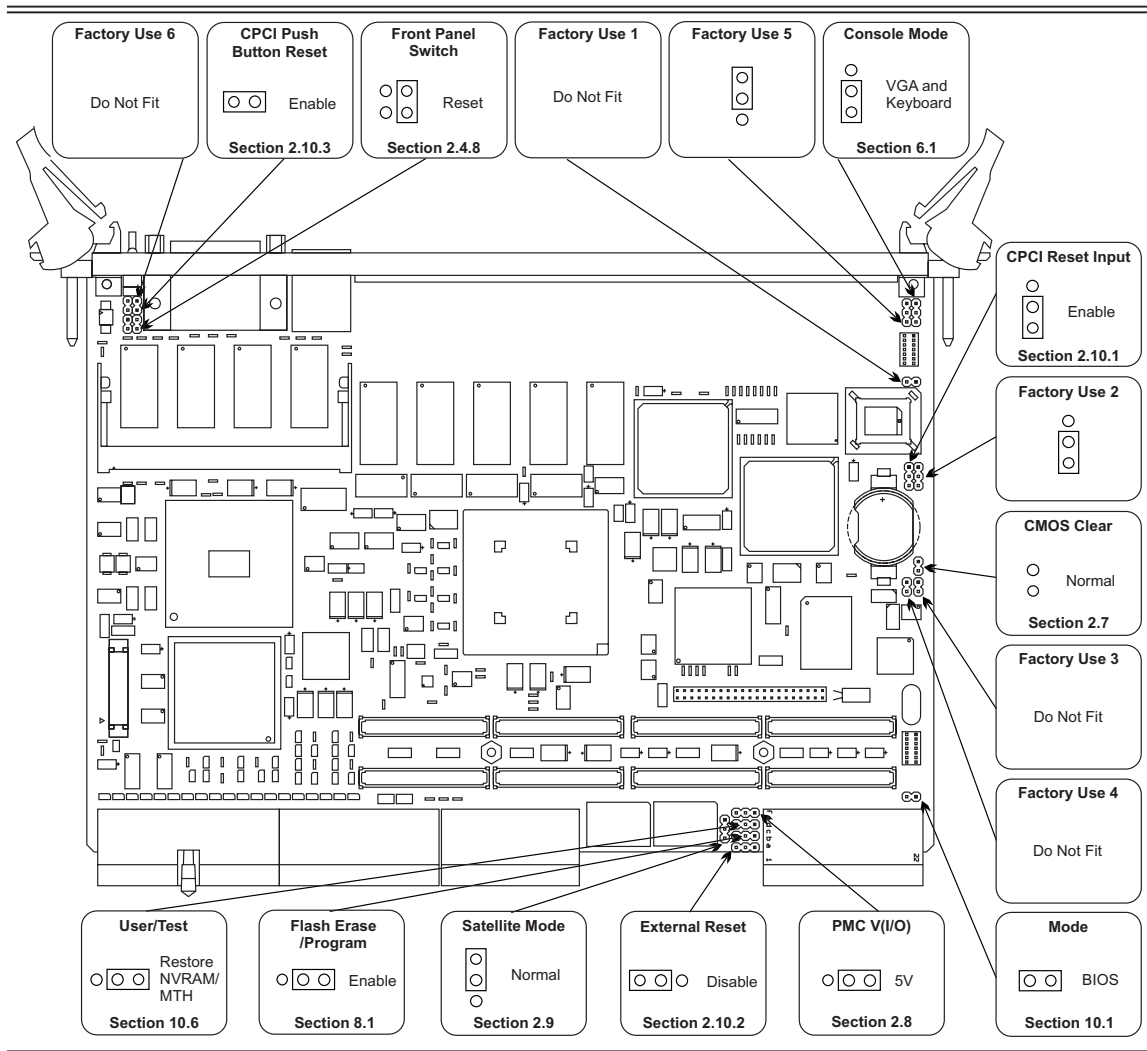 Factory Use 6
Do Not Fit
CPCI Push
Button Reset
Enable
Section 2.10.3
Front Panel
Switch
Reset
Section 2.4.8
Factory Use 1
Do Not Fit
Factory Use 5
Console Mode
VGA and
Keyboard
Section 6.1
CPCI Reset Input
Enable
Section 2.10.1
Factory Use 2
CMOS Clear
Normal
Section 2.7
Factory Use 3
Do Not Fit
Factory Use 4
Do Not Fit
User/Test
Restore
NVRAM/
MTH
Section 10.6
Flash Erase
/Program
Enable
Section 8.1
Satellite Mode
Normal
Section 2.9
External Reset
Disable
Section 2.10.2
PMC V(I/O)
5V
Section 2.8
Mode
BIOS
Section 10.1
22